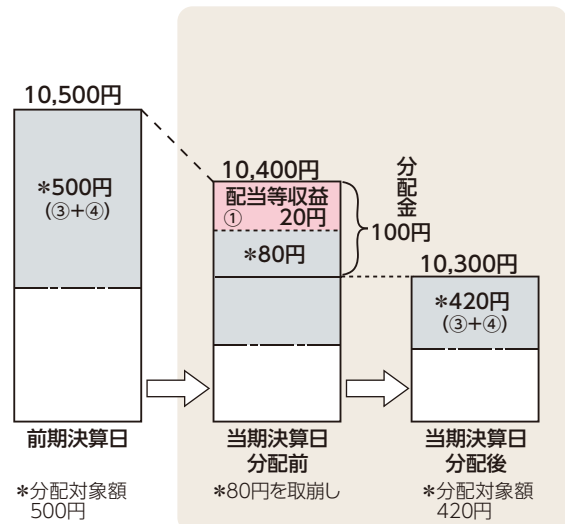 10,500円
*500円
(③+④)
前期決算日
*分配対象額
500円
10,400円
配当等収益
① 20円
*80円
分配金
100円
当期決算日
分配前
*80円を取崩し
10,300円
*420円
(③+④)
当期決算日
分配後
*分配対象額
420円